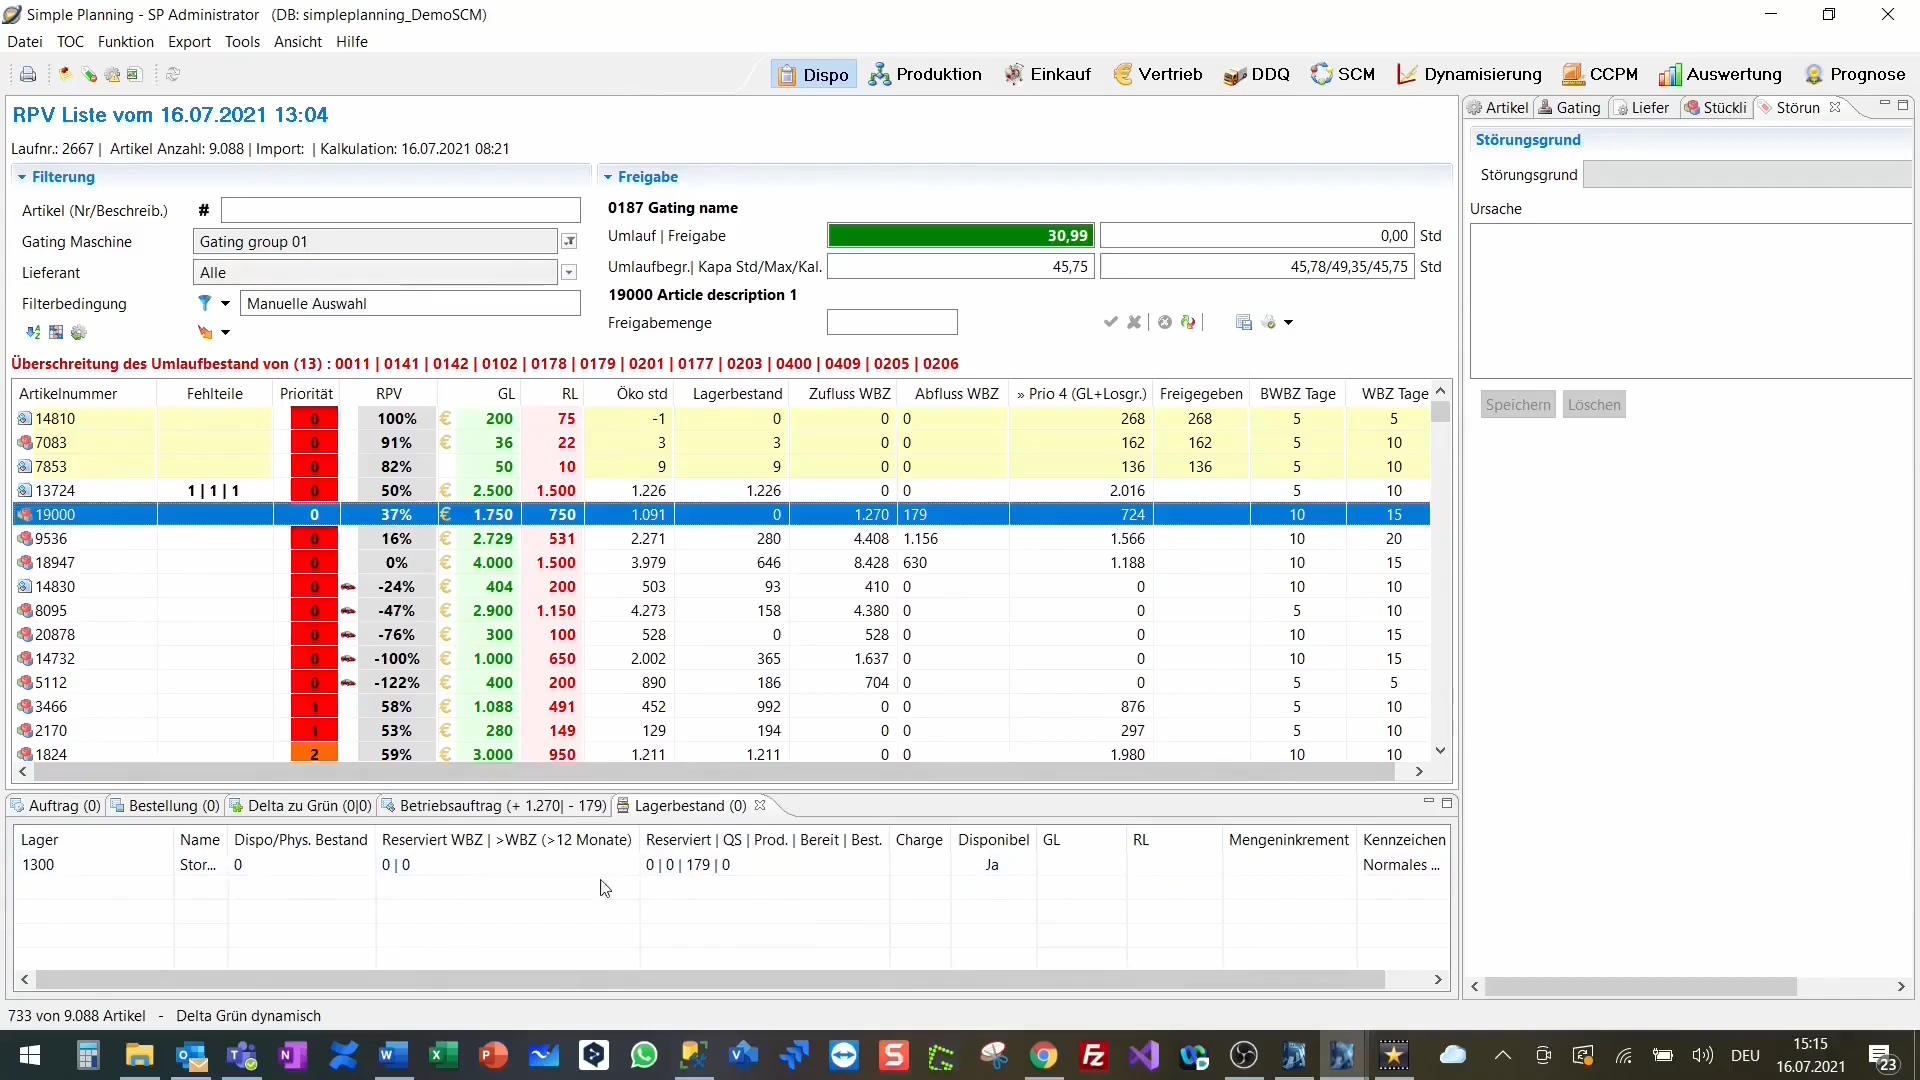 Simple Planning - SP Administrator   (DB: simpleplanning_DemoSCM)
Datei TOC Funktion Export Tools Ansicht Hilfe
Dispo Produktion Einkauf Vertrieb DDQ SCM Dynamisierung CCPM Auswertung Prognose
RPV Liste vom 16.07.2021 13:04
Laufnr.: 2667 | Artikel Anzahl: 9.088 | Import: | Kalkulation: 16.07.2021 08:21
Filterung
Artikel (Nr/Beschreib.) #
Gating Maschine Gating group 01
Lieferant Alle
Filterbedingung Manuelle Auswahl
Freigabe
0187 Gating name
Umlauf | Freigabe 30,99 0,00 Std
Umlaufbegr.| Kapa Std/Max/Kal. 45,75 45,78/49,35/45,75 Std
19000 Article description 1
Freigabemenge
Überschreitung des Umlaufbestand von (13) : 0011 | 0141 | 0142 | 0102 | 0178 | 0179 | 0201 | 0177 | 0203 | 0400 | 0409 | 0205 | 0206
Artikelnummer Fehlteile Priorität RPV GL RL Öko std Lagerbestand Zufluss WBZ Abfluss WBZ » Prio 4 (GL+Losgr.) Freigegeben BWBZ Tage WBZ Tage
14810 0 100% € 200 75 -1 0 0 0 268 268 5 5
7083 0 91% € 36 22 3 3 0 0 162 162 5 10
7853 0 82% 50 10 9 9 0 0 136 136 5 10
13724 1 | 1 | 1 0 50% € 2.500 1.500 1.226 1.226 0 0 2.016 5 10
19000 0 37% € 1.750 750 1.091 0 1.270 179 724 10 15
9536 0 16% € 2.729 531 2.271 280 4.408 1.156 1.566 10 20
18947 0 0% € 4.000 1.500 3.979 646 8.428 630 1.188 10 15
14830 0 -24% € 404 200 503 93 410 0 0 10 10
8095 0 -47% € 2.900 1.150 4.273 158 4.380 0 0 5 10
20878 0 -76% € 300 100 528 0 528 0 0 10 15
14732 0 -100% € 1.000 650 2.002 365 1.637 0 0 10 15
5112 0 -122% € 400 200 890 186 704 0 0 5 5
3466 1 58% € 1.088 491 452 992 0 0 876 5 10
2170 1 53% € 280 149 129 194 0 0 297 5 10
1824 2 59% € 3.000 950 1.211 1.211 0 0 1.980 10 10
Auftrag (0) Bestellung (0) Delta zu Grün (0|0) Betriebsauftrag (+ 1.270| - 179) Lagerbestand (0)
Lager Name Dispo/Phys. Bestand Reserviert WBZ | >WBZ (>12 Monate) Reserviert | QS | Prod. | Bereit | Best. Charge Disponibel GL RL Mengeninkrement Kennzeichen
1300 Stor... 0 0 | 0 0 | 0 | 179 | 0 Ja Normales ...
733 von 9.088 Artikel - Delta Grün dynamisch
Artikel Gating Liefer Stückli Störun
Störungsgrund
Störungsgrund
Ursache
Speichern Löschen
DEU
15:15
16.07.2021
23